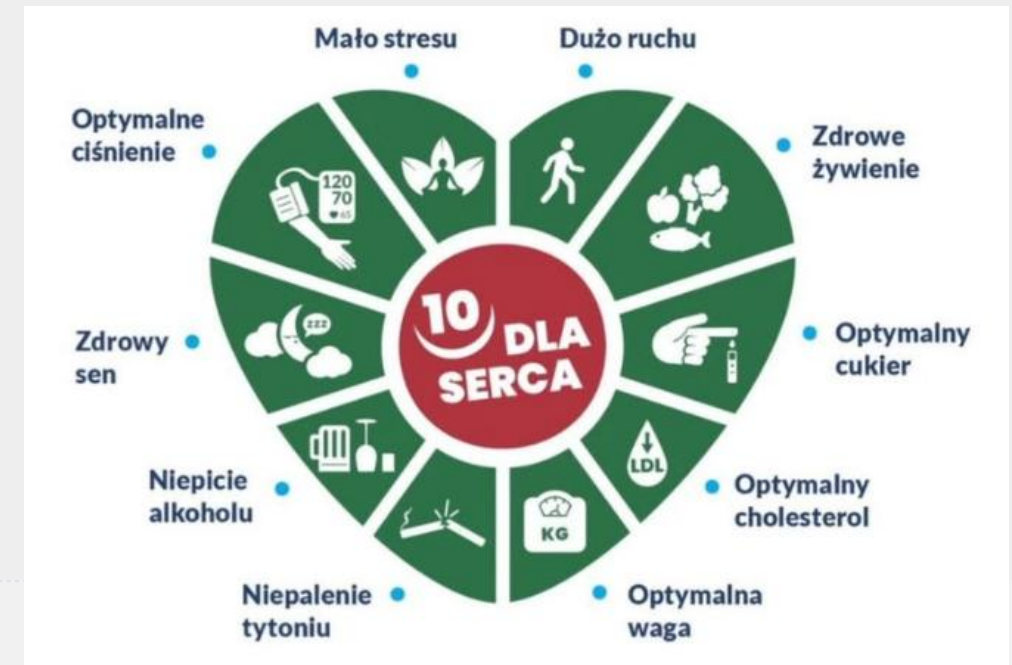 Mało stresu
Dużo ruchu
Optymalne
ciśnienie
Zdrowe
żywienie
120
70
65
zzz
10
DLA
SERCA
Zdrowy
sen
Optymalny
cukier
LDL
Niepicie
alkoholu
Optymalny
cholesterol
KG
Niepalenie
tytoniu
Optymalna
waga